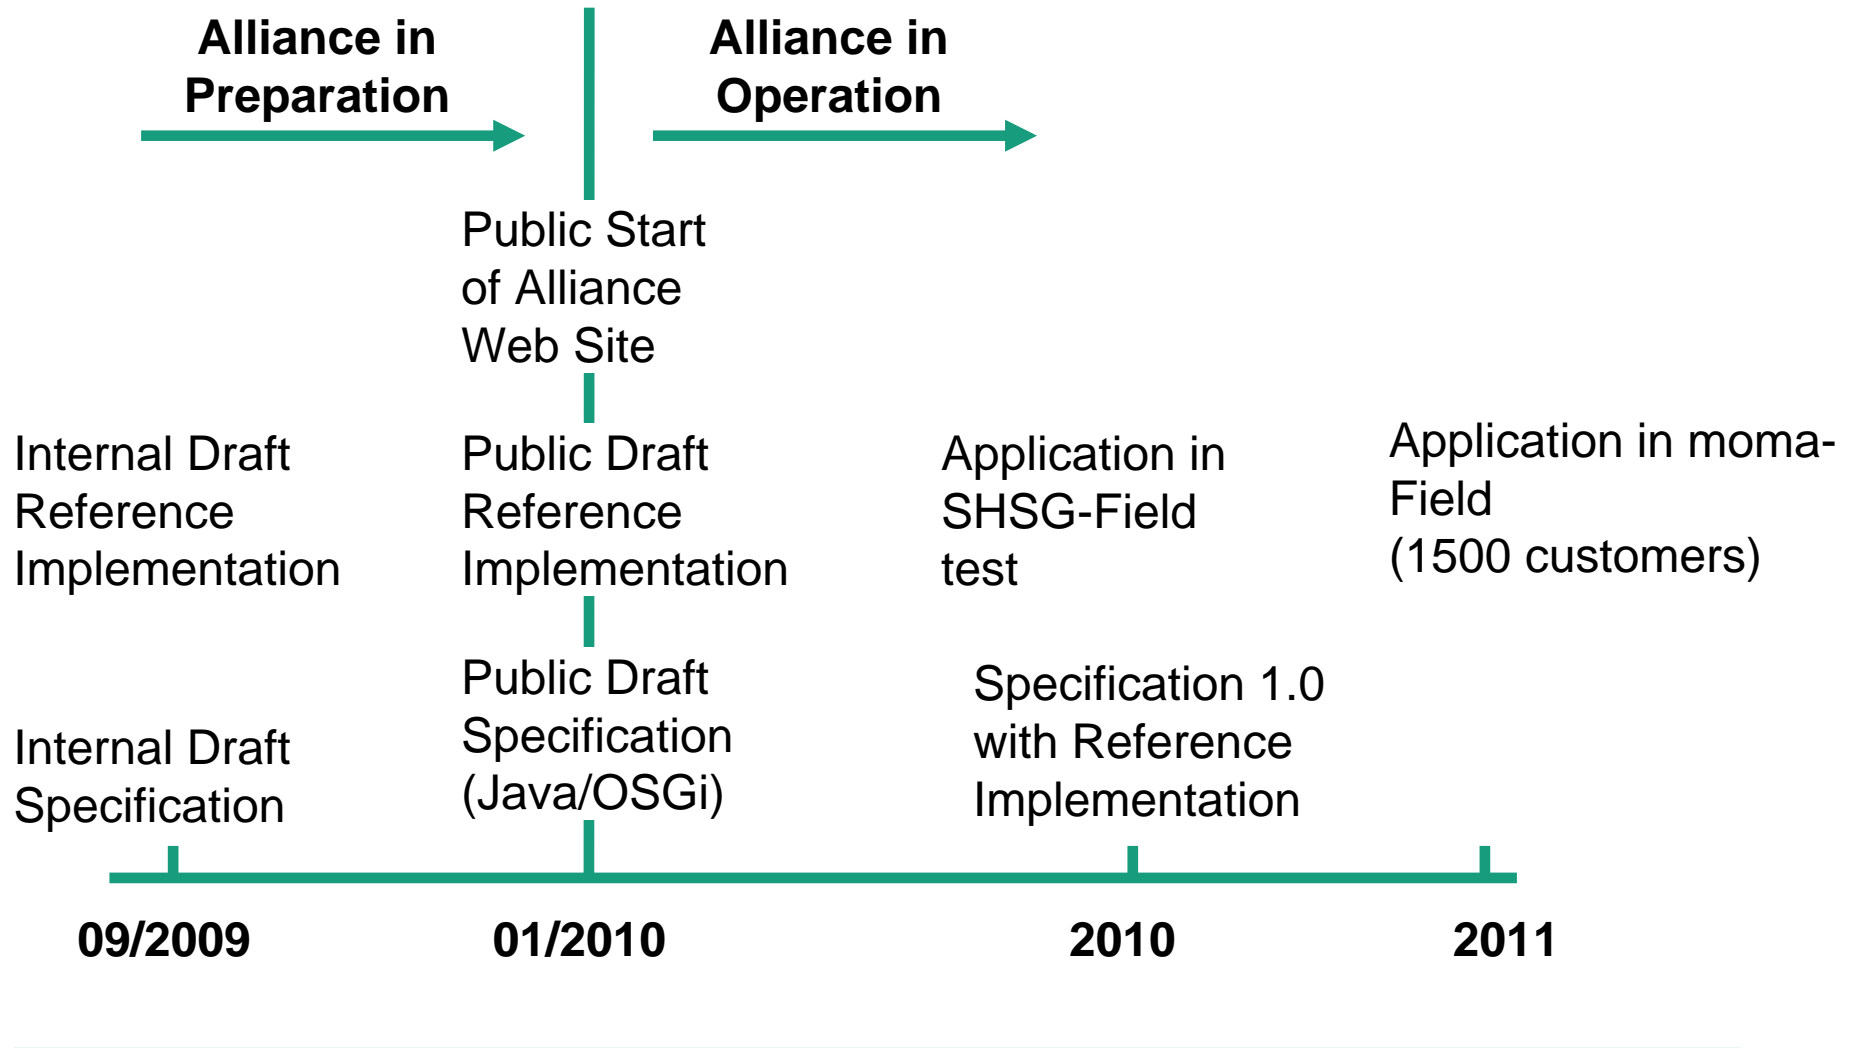 Alliance in
Preparation
Alliance in
Operation
Public Start
of Alliance
Web Site
Internal Draft
Reference
Implementation
Public Draft
Reference
Implementation
Application in
SHSG-Field
test
Application in moma-
Field
(1500 customers)
Internal Draft
Specification
Public Draft
Specification
(Java/OSGi)
Specification 1.0
with Reference
Implementation
09/2009
01/2010
2010
2011